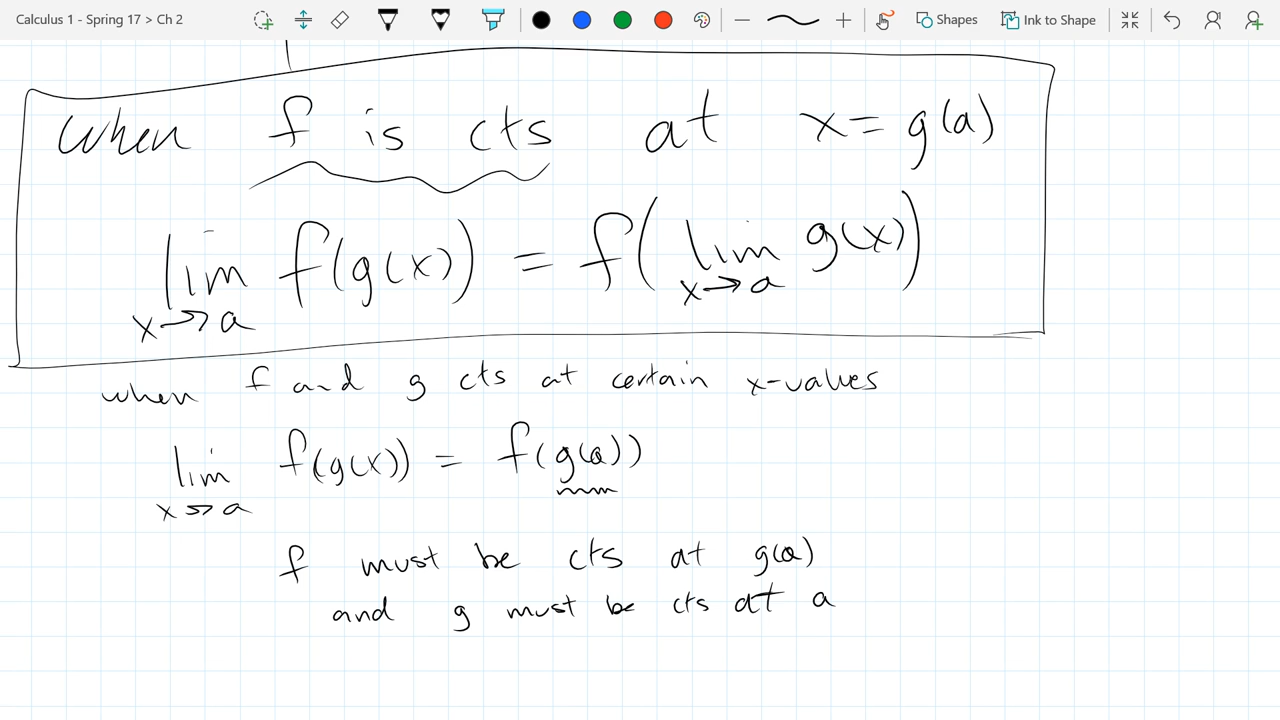 Calculus 1 - Spring 17 > Ch 2
Shapes
Ink to Shape
when f is cts at x = g(a)
lim x→a f(g(x)) = f( lim x→a g(x))
when f and g cts at certain x-values
lim x→a f(g(x)) = f(g(a))
f must be cts at g(a)
and g must be cts at a